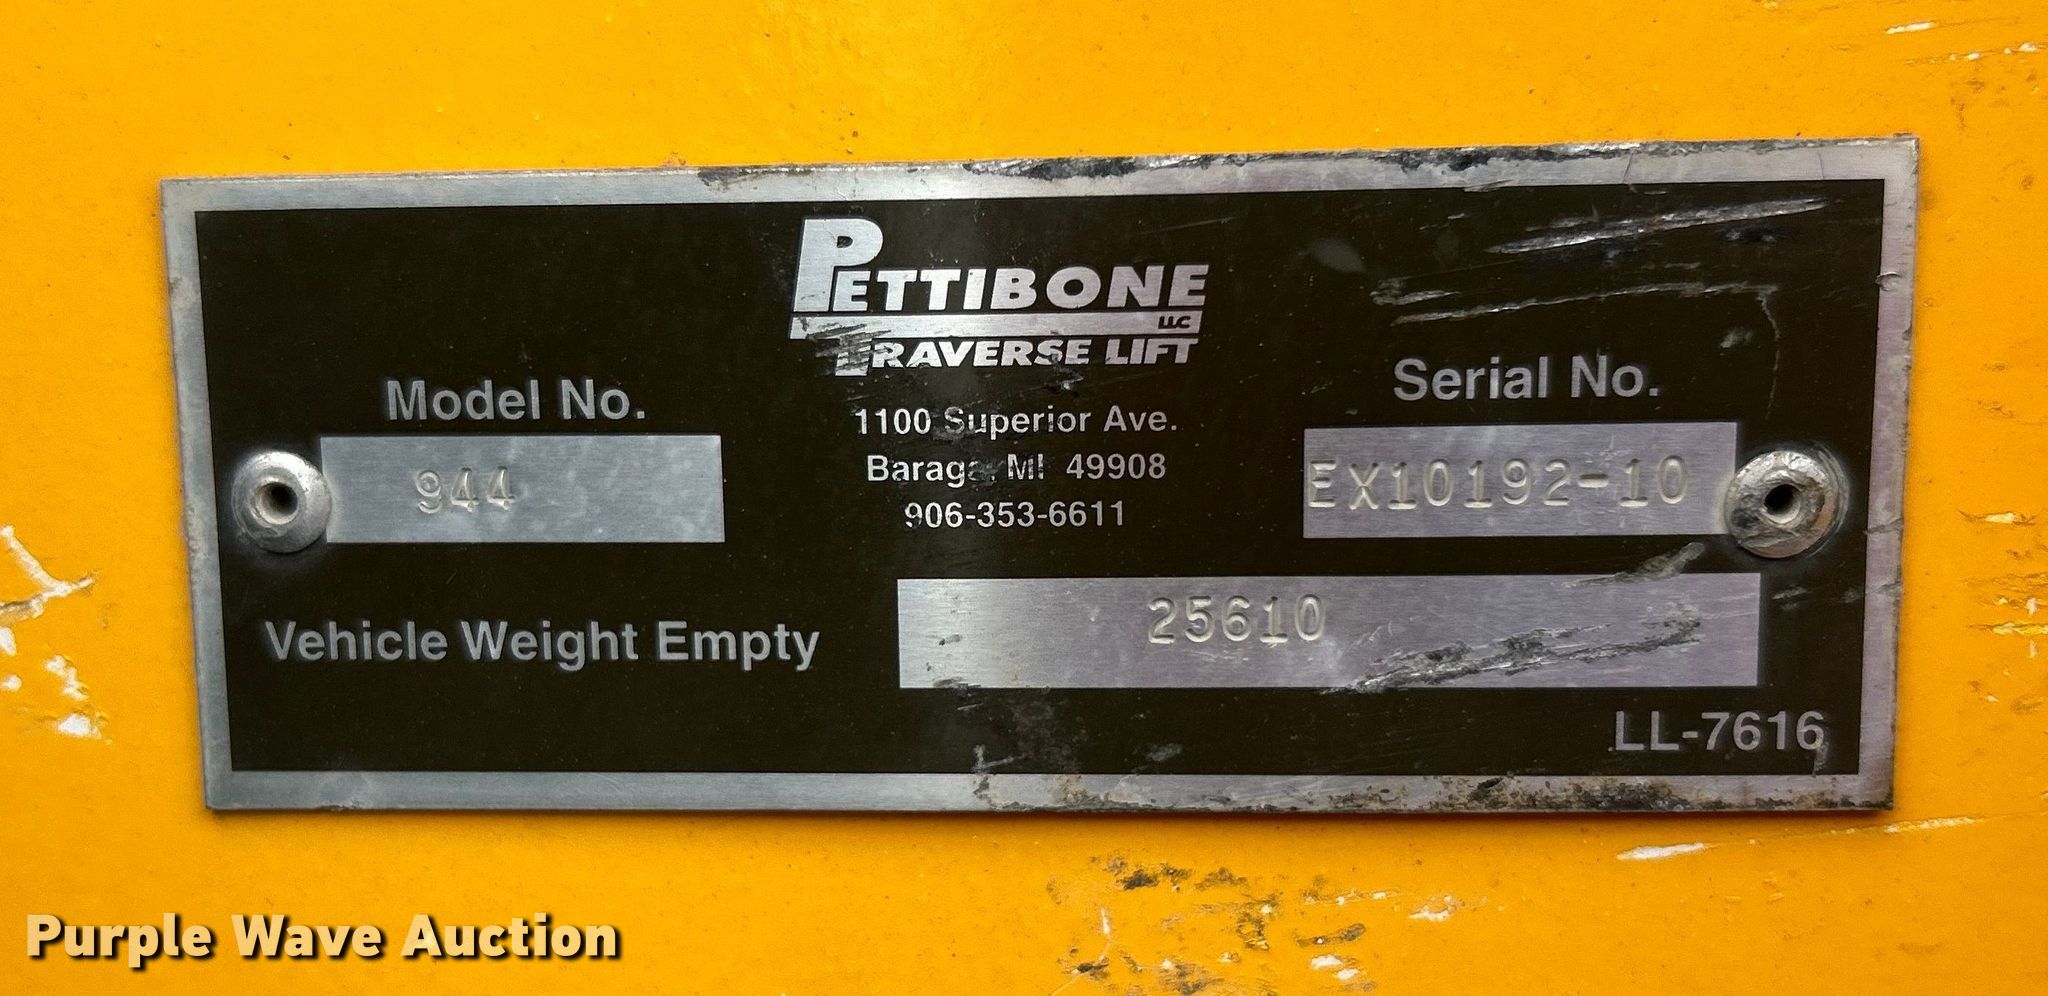 PETTIBONE
LLC
TRAVERSE LIFT
Model No.
944
1100 Superior Ave.
Baraga, MI 49908
906-353-6611
Serial No.
EX10192-10
Vehicle Weight Empty
25610
LL-7616
Purple Wave Auction